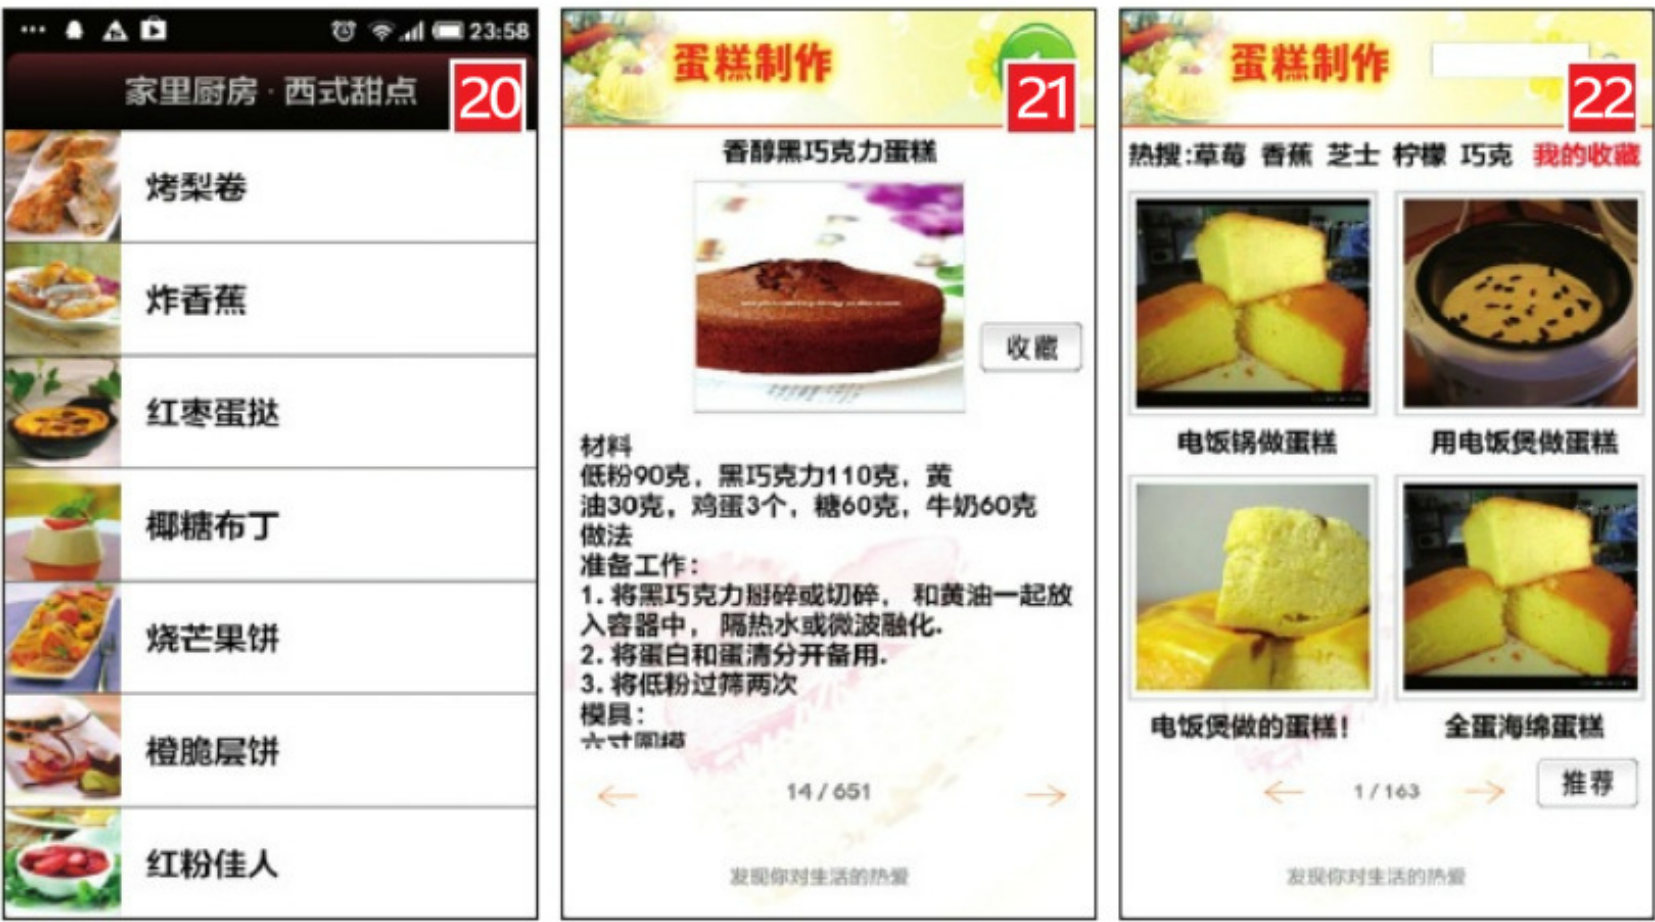 23:58
家里厨房·西式甜点
20
烤梨卷
炸香蕉
红枣蛋挞
椰糖布丁
烧芒果饼
橙脆层饼
红粉佳人
蛋糕制作
21
香醇黑巧克力蛋糕
收藏
材料
低粉90克，黑巧克力110克，黄
油30克，鸡蛋3个，糖60克，牛奶60克
做法
准备工作：
1. 将黑巧克力掰碎或切碎， 和黄油一起放
入容器中， 隔热水或微波融化.
2. 将蛋白和蛋清分开备用.
3. 将低粉过筛两次
模具：
六寸圆模
14/651
发现你对生活的热爱
蛋糕制作
22
热搜:草莓 香蕉 芝士 柠檬 巧克 我的收藏
电饭锅做蛋糕
用电饭煲做蛋糕
电饭煲做的蛋糕!
全蛋海绵蛋糕
1/163
推荐
发现你对生活的热爱